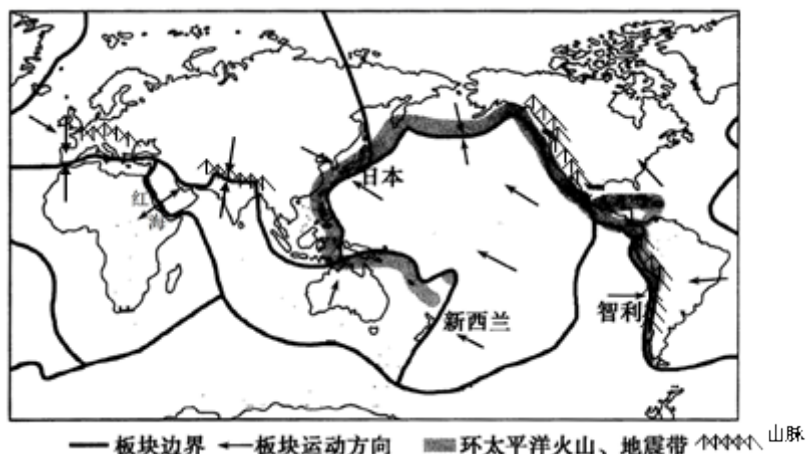 日本
红
海
新西兰
智利
板块边界 板块运动方向 环太平洋火山、地震带 山脉